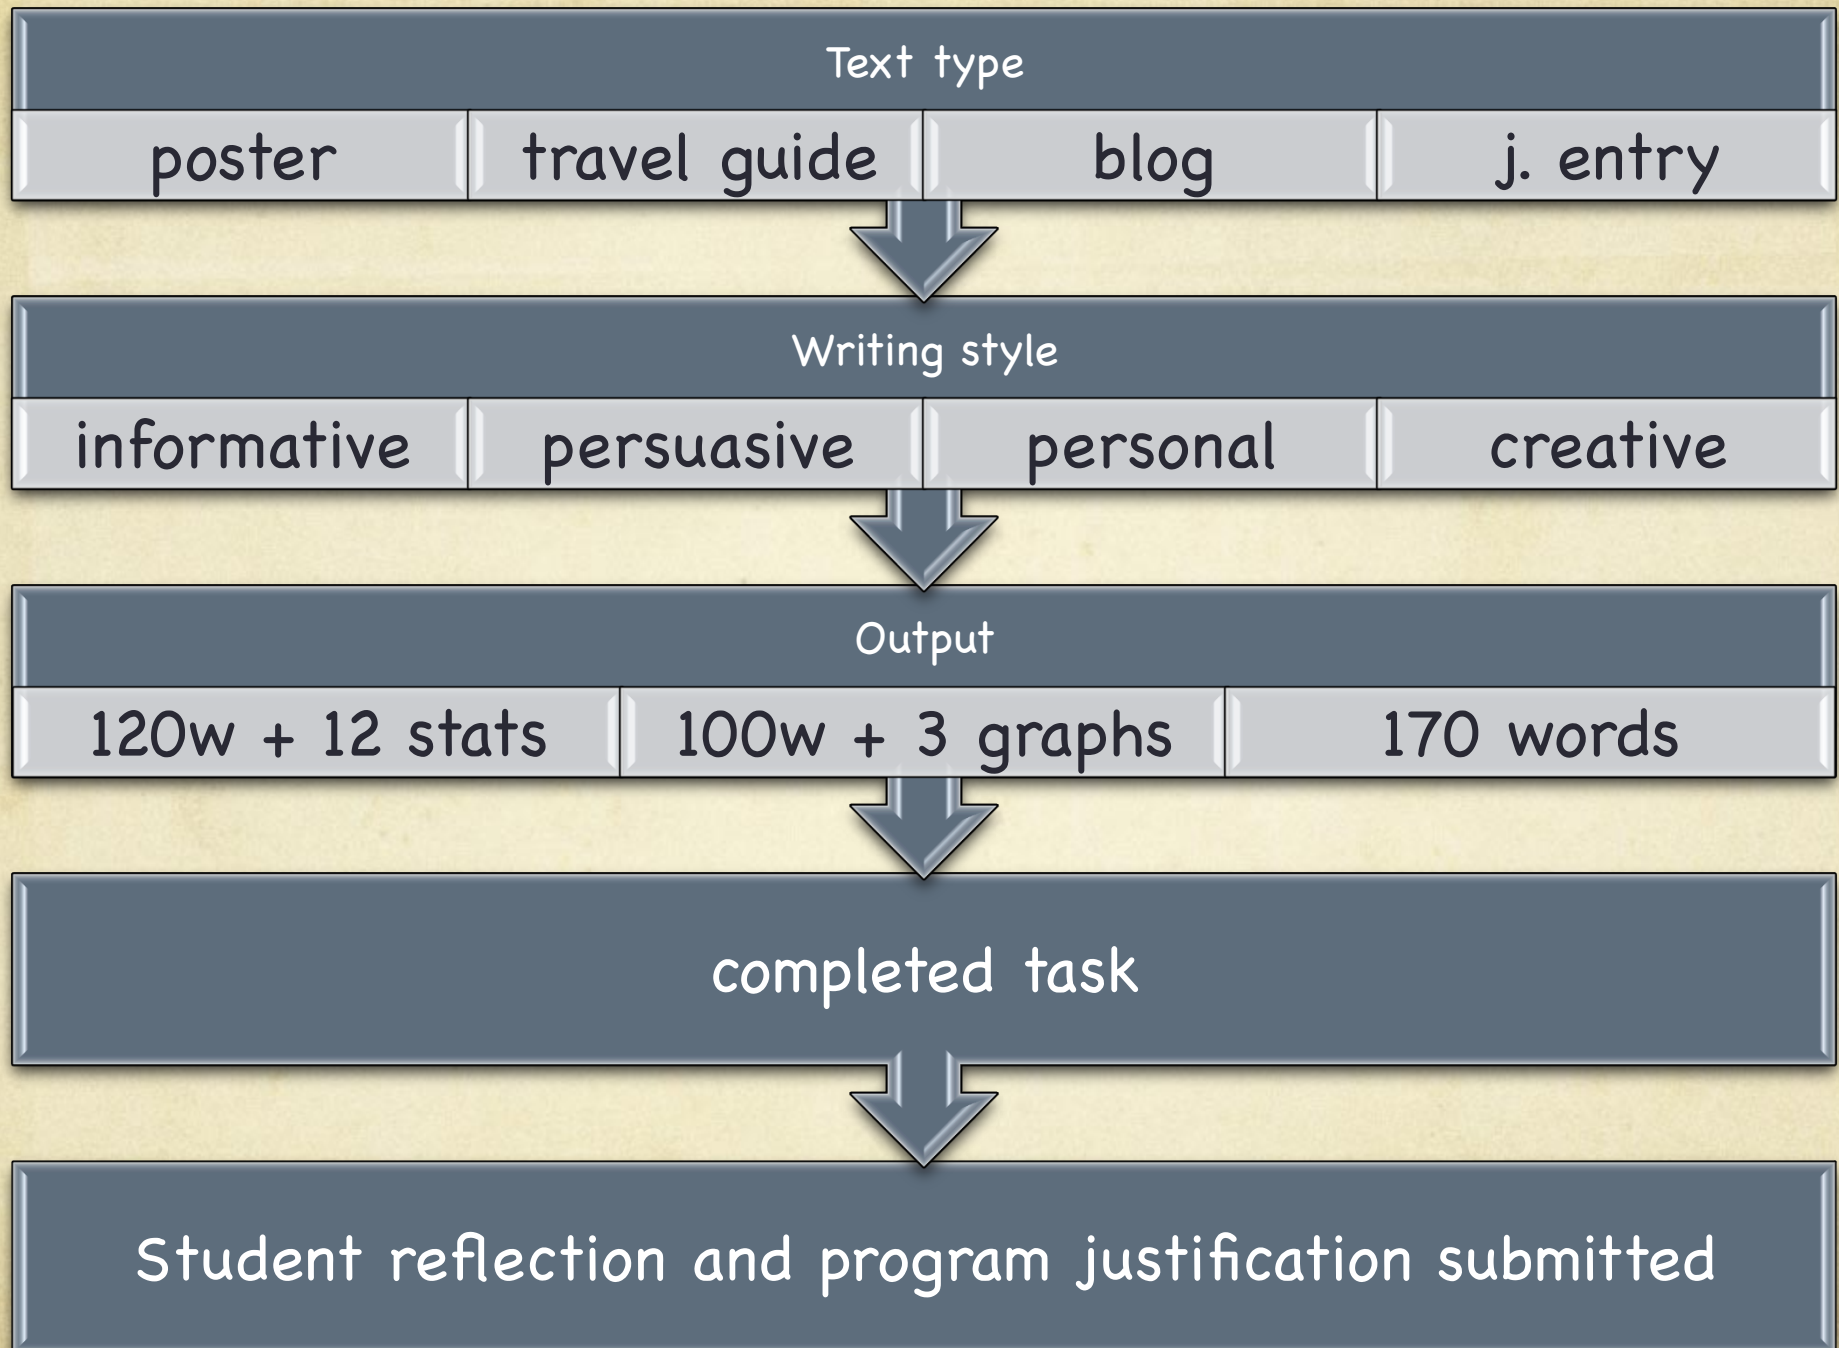 Text type
poster travel guide blog j. entry
Writing style
informative persuasive personal creative
Output
120w + 12 stats 100w + 3 graphs 170 words
completed task
Student reflection and program justification submitted